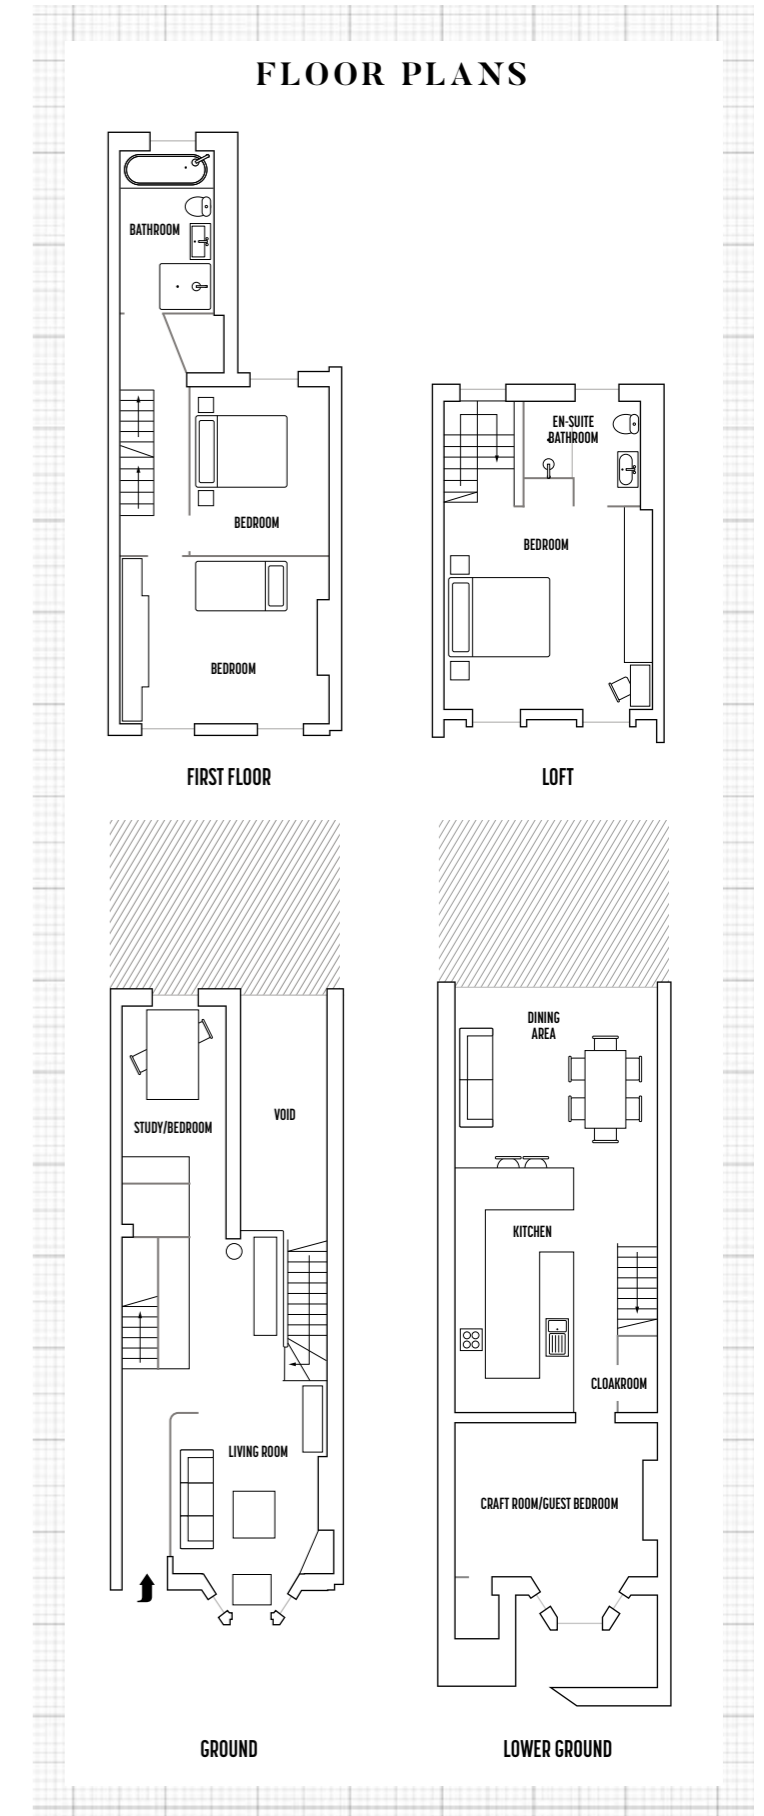 FLOOR PLANS
BATHROOM
BEDROOM
BEDROOM
FIRST FLOOR
EN-SUITE
BATHROOM
BEDROOM
LOFT
STUDY/BEDROOM
VOID
LIVING ROOM
GROUND
DINING
AREA
KITCHEN
CLOAKROOM
CRAFT ROOM/GUEST BEDROOM
LOWER GROUND